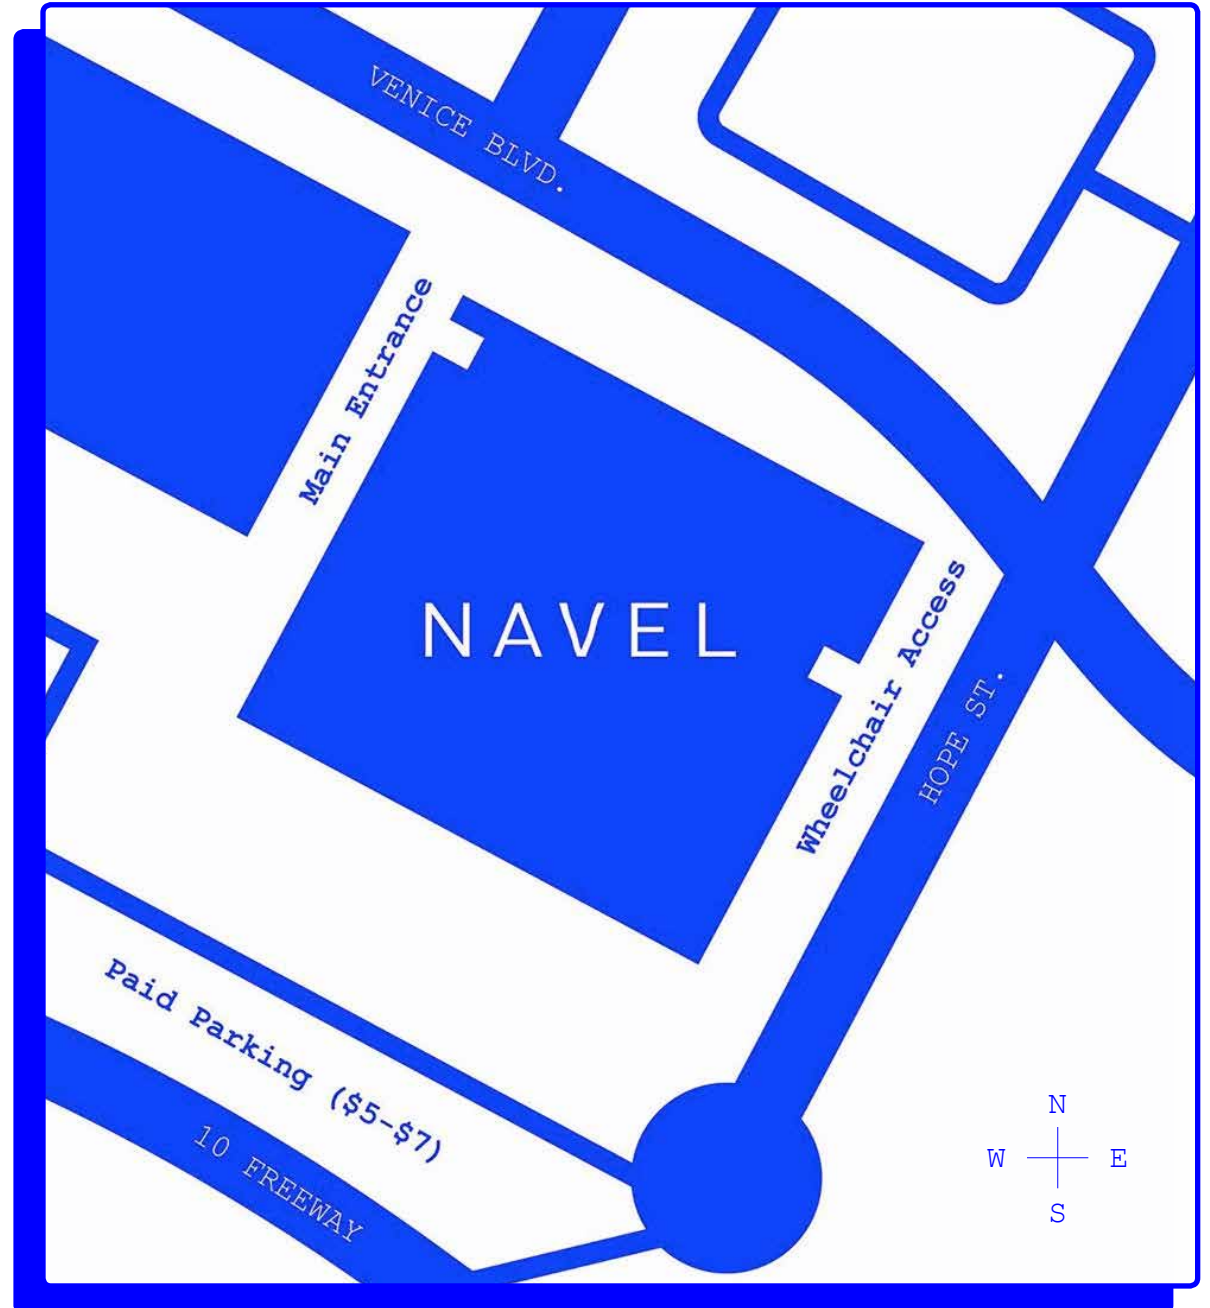 VENICE BLVD.
Main Entrance
NAVEL
Wheelchair Access
HOPE ST.
Paid Parking ($5-$7)
10 FREEWAY
N
W E
S